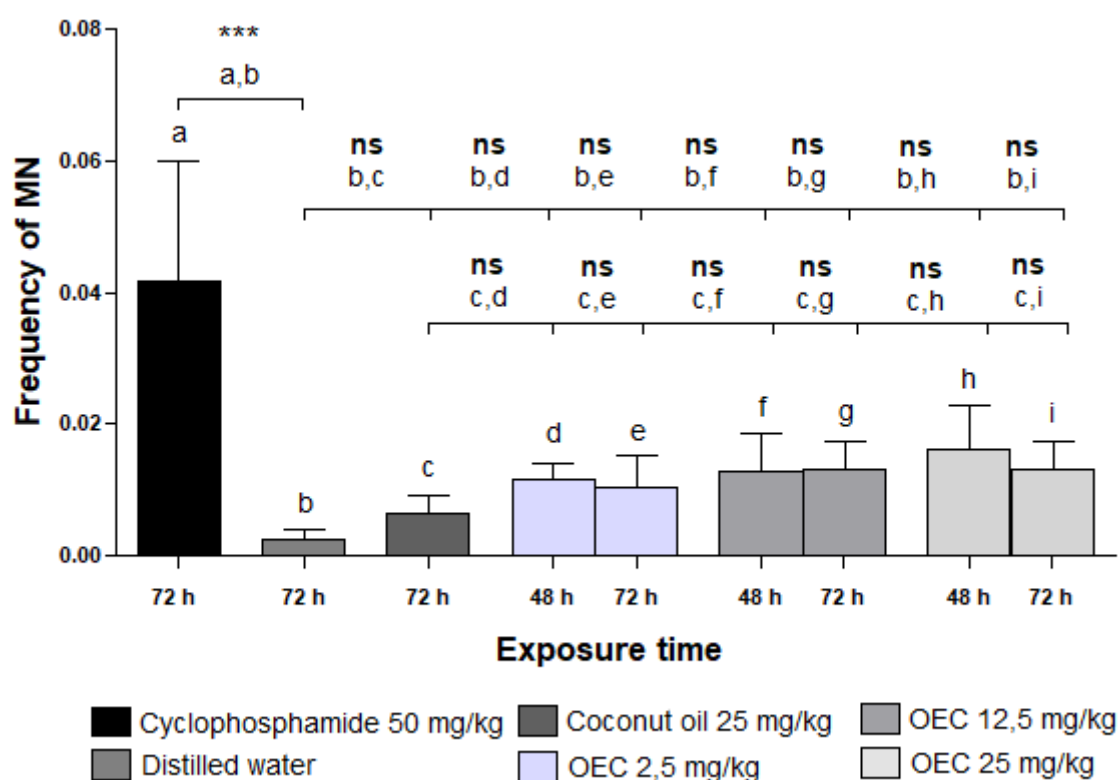 0.08
***
a,b
a
0.06
ns ns ns ns ns ns ns
b,c b,d b,e b,f b,g b,h b,i
ns ns ns ns ns ns
c,d c,e c,f c,g c,h c,i
0.04
Frequency of MN
h
f g i
d e
0.02
c
b
0.00
72 h 72 h 72 h 48 h 72 h 48 h 72 h 48 h 72 h
Exposure time
Cyclophosphamide 50 mg/kg Coconut oil 25 mg/kg OEC 12,5 mg/kg
Distilled water OEC 2,5 mg/kg OEC 25 mg/kg